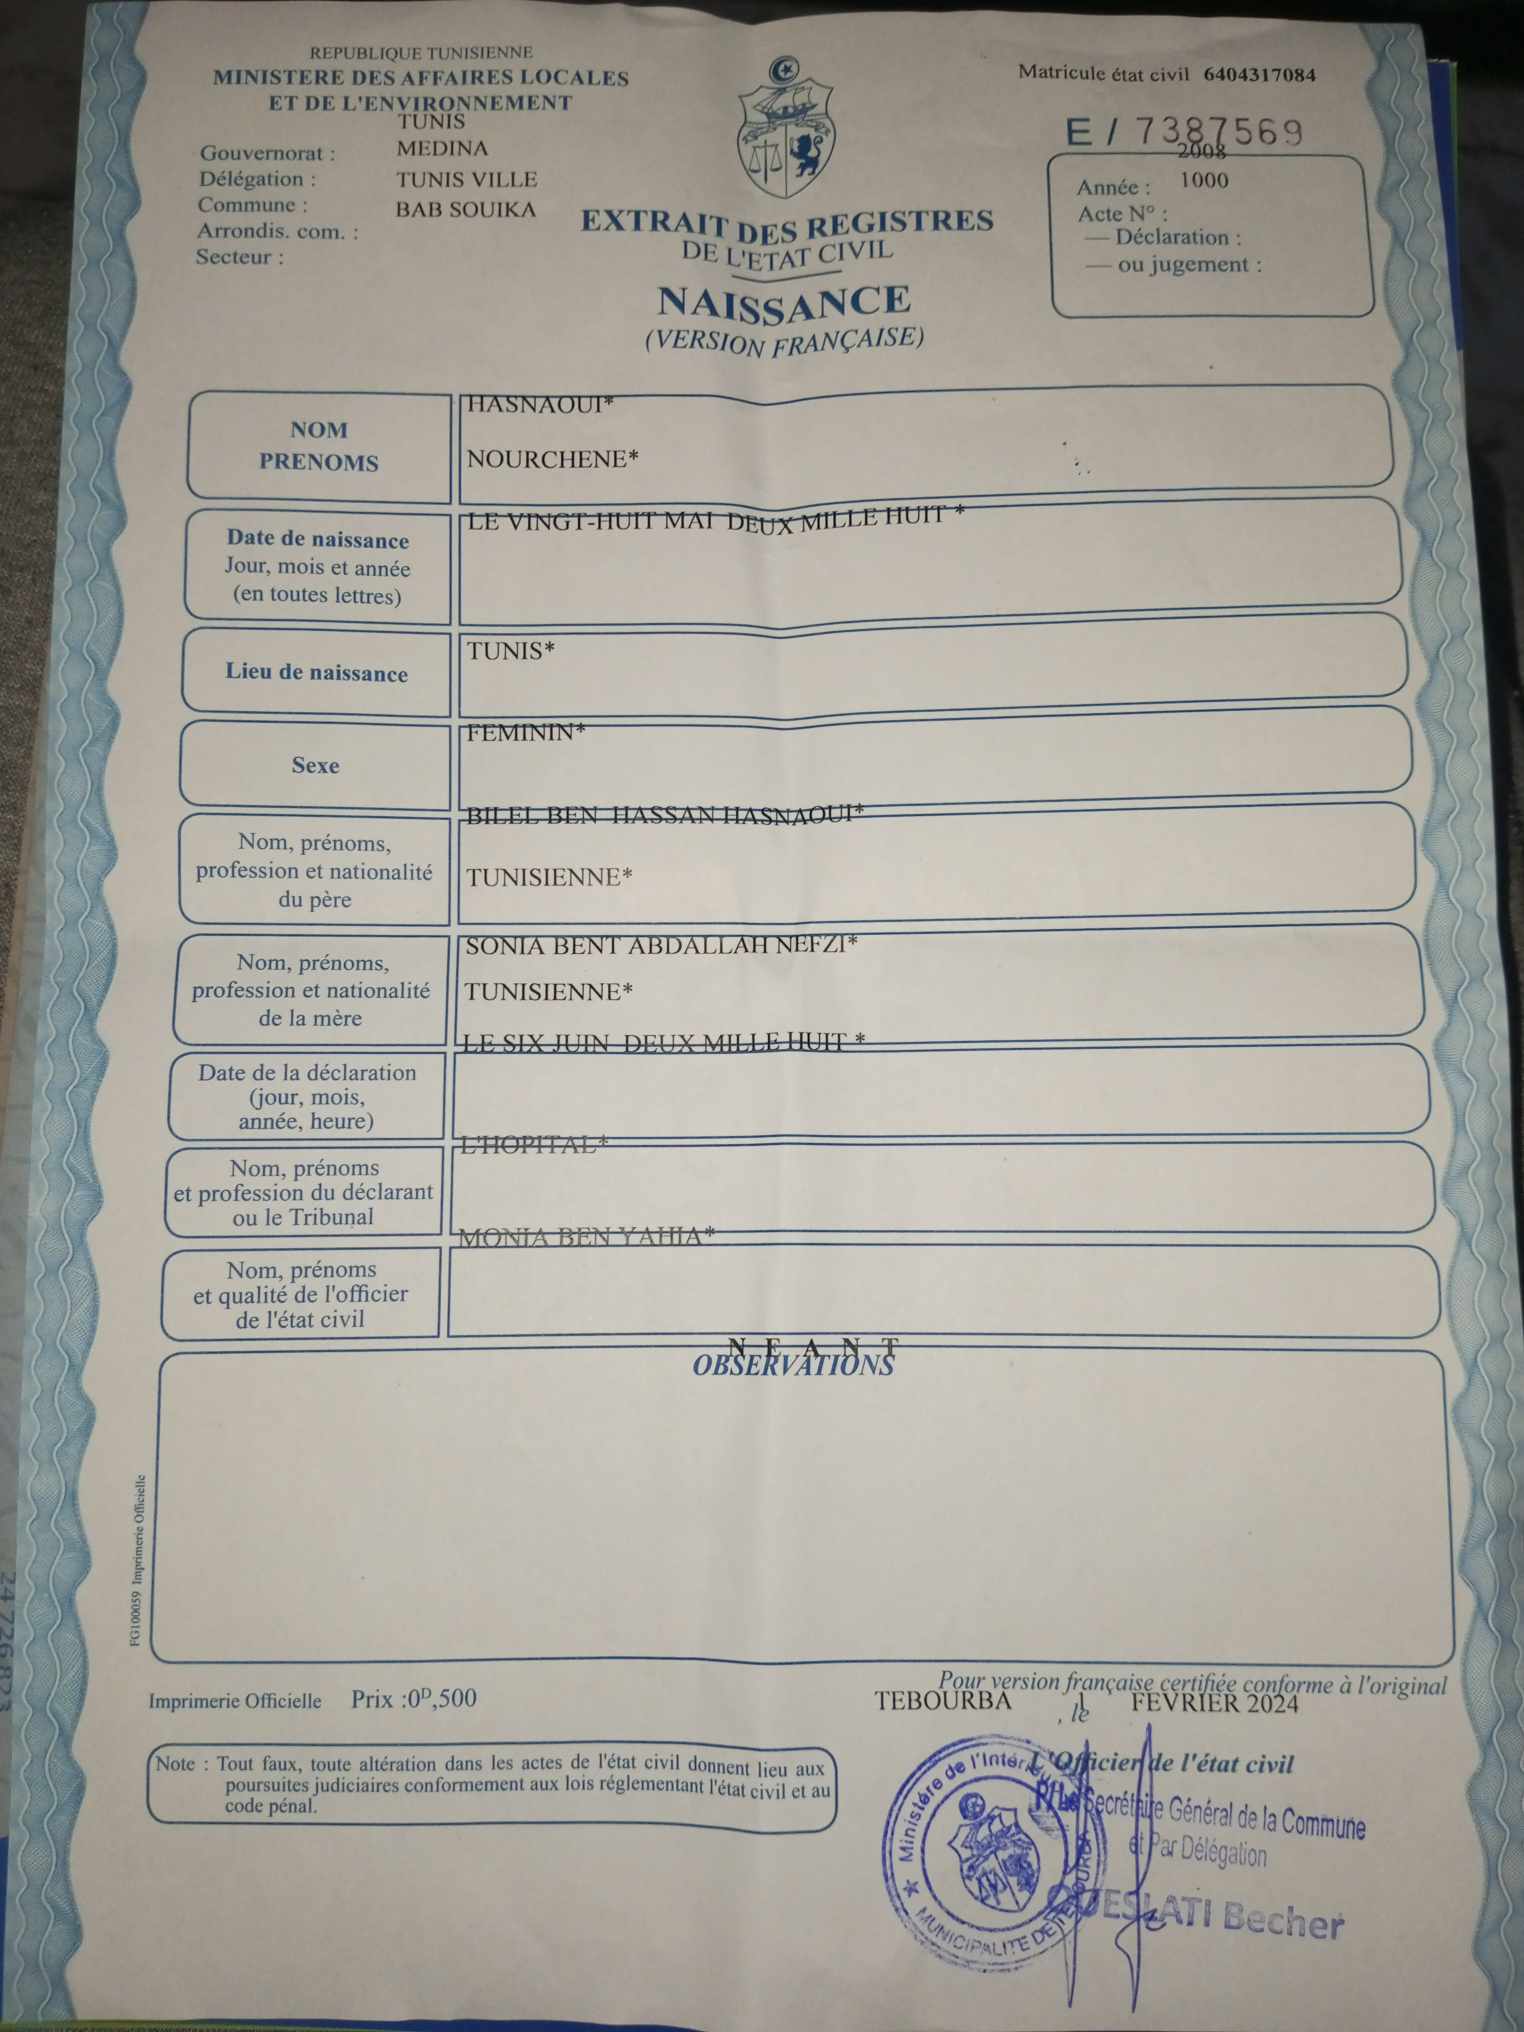 REPUBLIQUE TUNISIENNE
MINISTERE DES AFFAIRES LOCALES
ET DE L'ENVIRONNEMENT
TUNIS
Gouvernorat : MEDINA
Délégation : TUNIS VILLE
Commune : BAB SOUIKA
Arrondis. com. :
Secteur :
EXTRAIT DES REGISTRES
DE L'ETAT CIVIL
NAISSANCE
(VERSION FRANÇAISE)
Matricule état civil 6404317084
E / 7387569
2008
Année : 1000
Acte N° :
— Déclaration :
— ou jugement :
NOM
PRENOMS
HASNAOUI*
NOURCHENE*
Date de naissance
Jour, mois et année
(en toutes lettres)
LE VINGT-HUIT MAI DEUX MILLE HUIT *
Lieu de naissance
TUNIS*
Sexe
FEMININ*
Nom, prénoms,
profession et nationalité
du père
BILEL BEN HASSAN HASNAOUI*
TUNISIENNE*
Nom, prénoms,
profession et nationalité
de la mère
SONIA BENT ABDALLAH NEFZI*
TUNISIENNE*
Date de la déclaration
(jour, mois,
année, heure)
LE SIX JUIN DEUX MILLE HUIT *
Nom, prénoms
et profession du déclarant
ou le Tribunal
L'HOPITAL*
Nom, prénoms
et qualité de l'officier
de l'état civil
MONIA BEN YAHIA*
N E A N T
OBSERVATIONS
FG100059 Imprimerie Officielle
Imprimerie Officielle Prix :0D,500
Pour version française certifiée conforme à l'original
TEBOURBA , le 1 FEVRIER 2024
Note : Tout faux, toute altération dans les actes de l'état civil donnent lieu aux
poursuites judiciaires conformement aux lois réglementant l'état civil et au
code pénal.
L'Officier de l'état civil
P/Le Secrétaire Général de la Commune
et Par Délégation
OUESLATI Becher
Ministère de l'Intérieur
MUNICIPALITE DE TEBOURBA
24 726 823